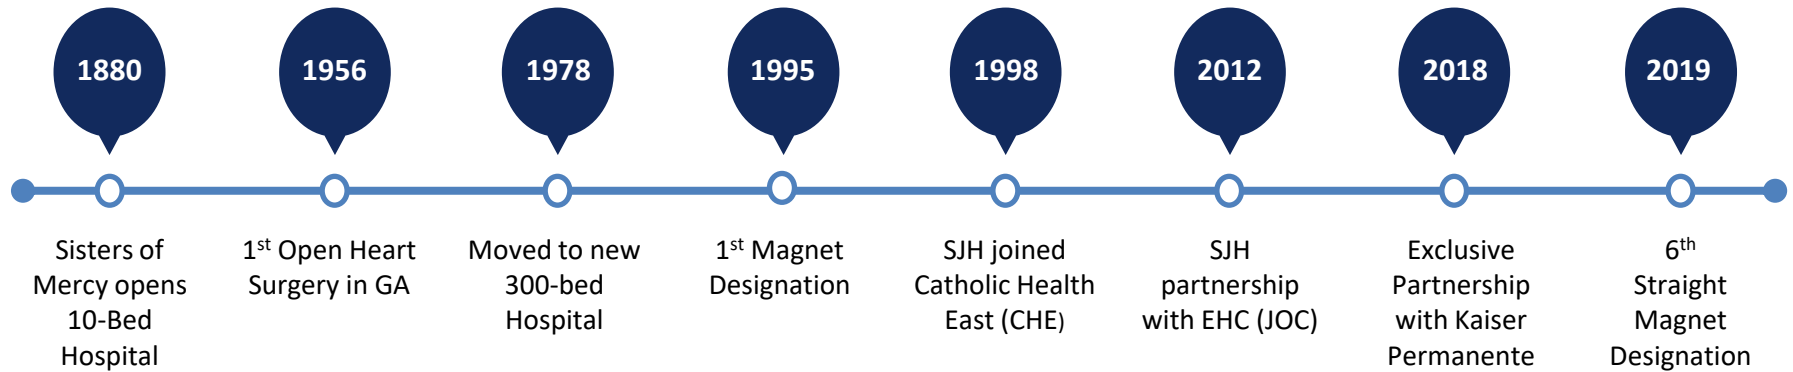 1880
1956
1978
1995
1998
2012
2018
2019
Sisters of
Mercy opens
10-Bed
Hospital
1st Open Heart
Surgery in GA
Moved to new
300-bed
Hospital
1st Magnet
Designation
SJH joined
Catholic Health
East (CHE)
SJH
partnership
with EHC (JOC)
Exclusive
Partnership
with Kaiser
Permanente
6th
Straight
Magnet
Designation